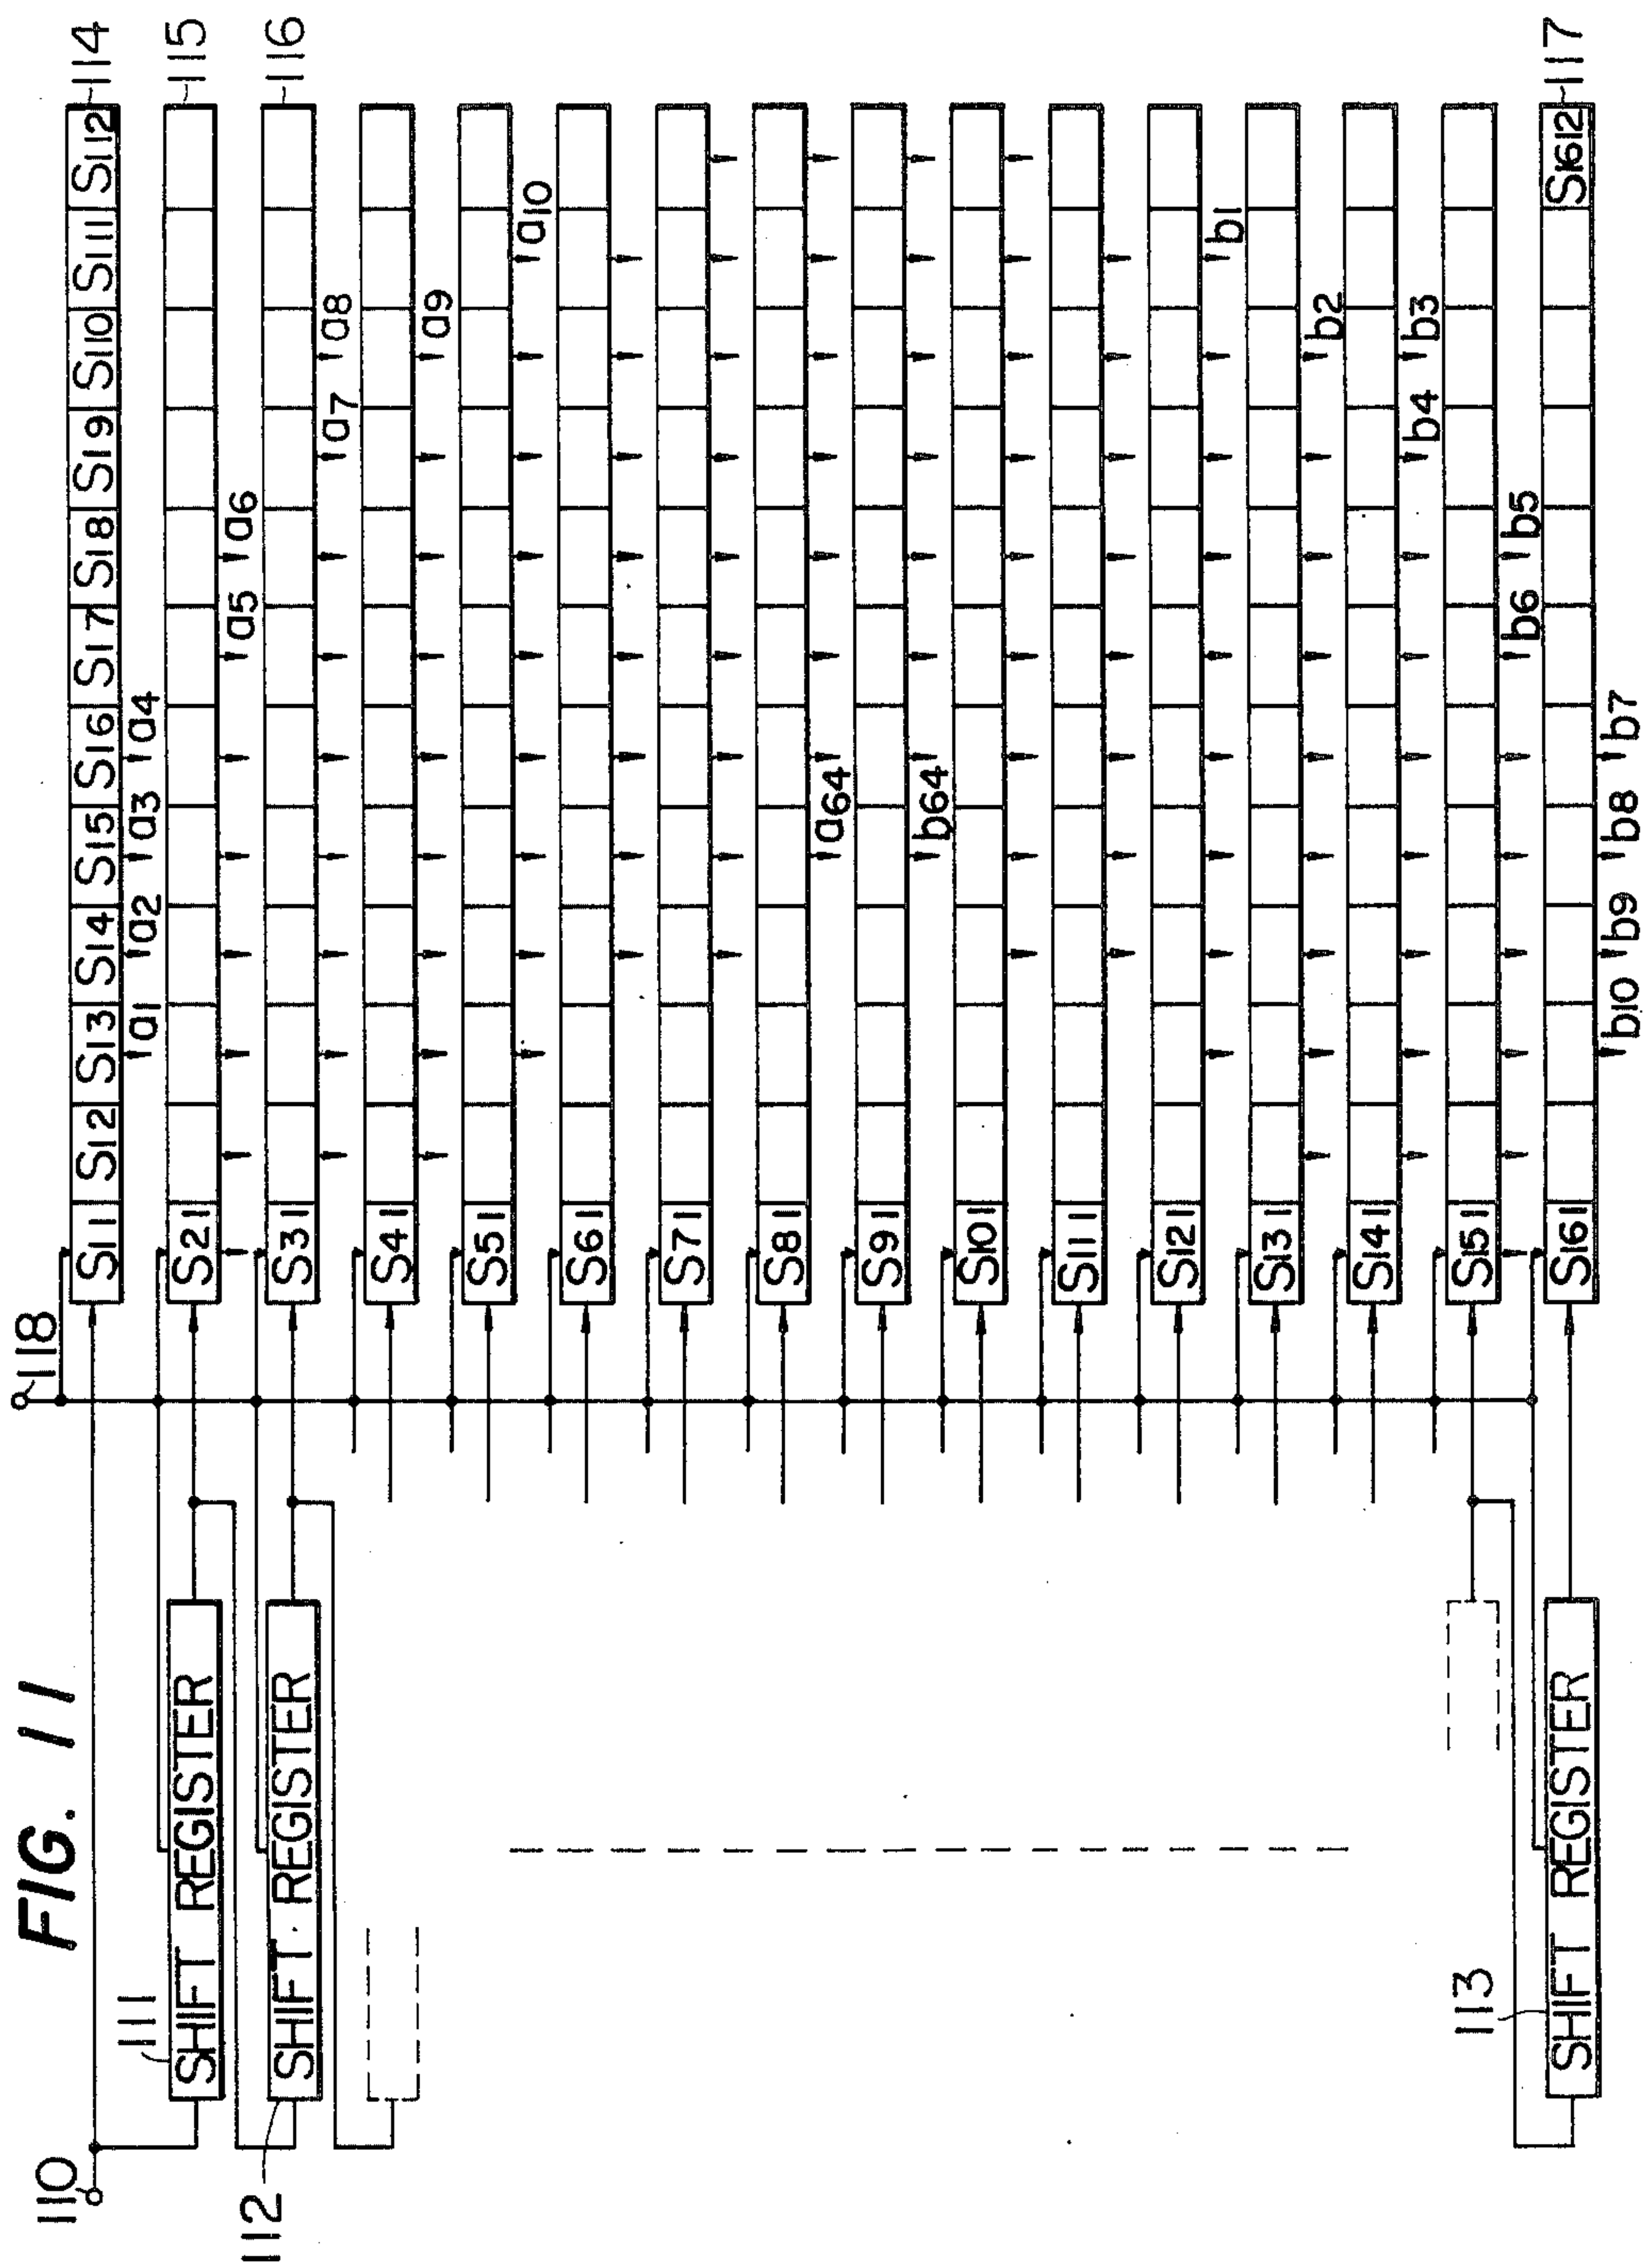 FIG. 11
110
118
114
S11 S12 S13 S14 S15 S16 S17 S18 S19 S110 S111 S112
a1 a2 a3 a4
111
SHIFT REGISTER
S21
115
a5 a6
112
SHIFT REGISTER
S31
116
a7 a8
S41
a9
S51
a10
S61
S71
S81
a64
S91
b64
S101
S111
S121
b1
S131
b2
S141
b4 b3
S151
b6 b5
113
SHIFT REGISTER
S161
S1612
117
b10 b9 b8 b7